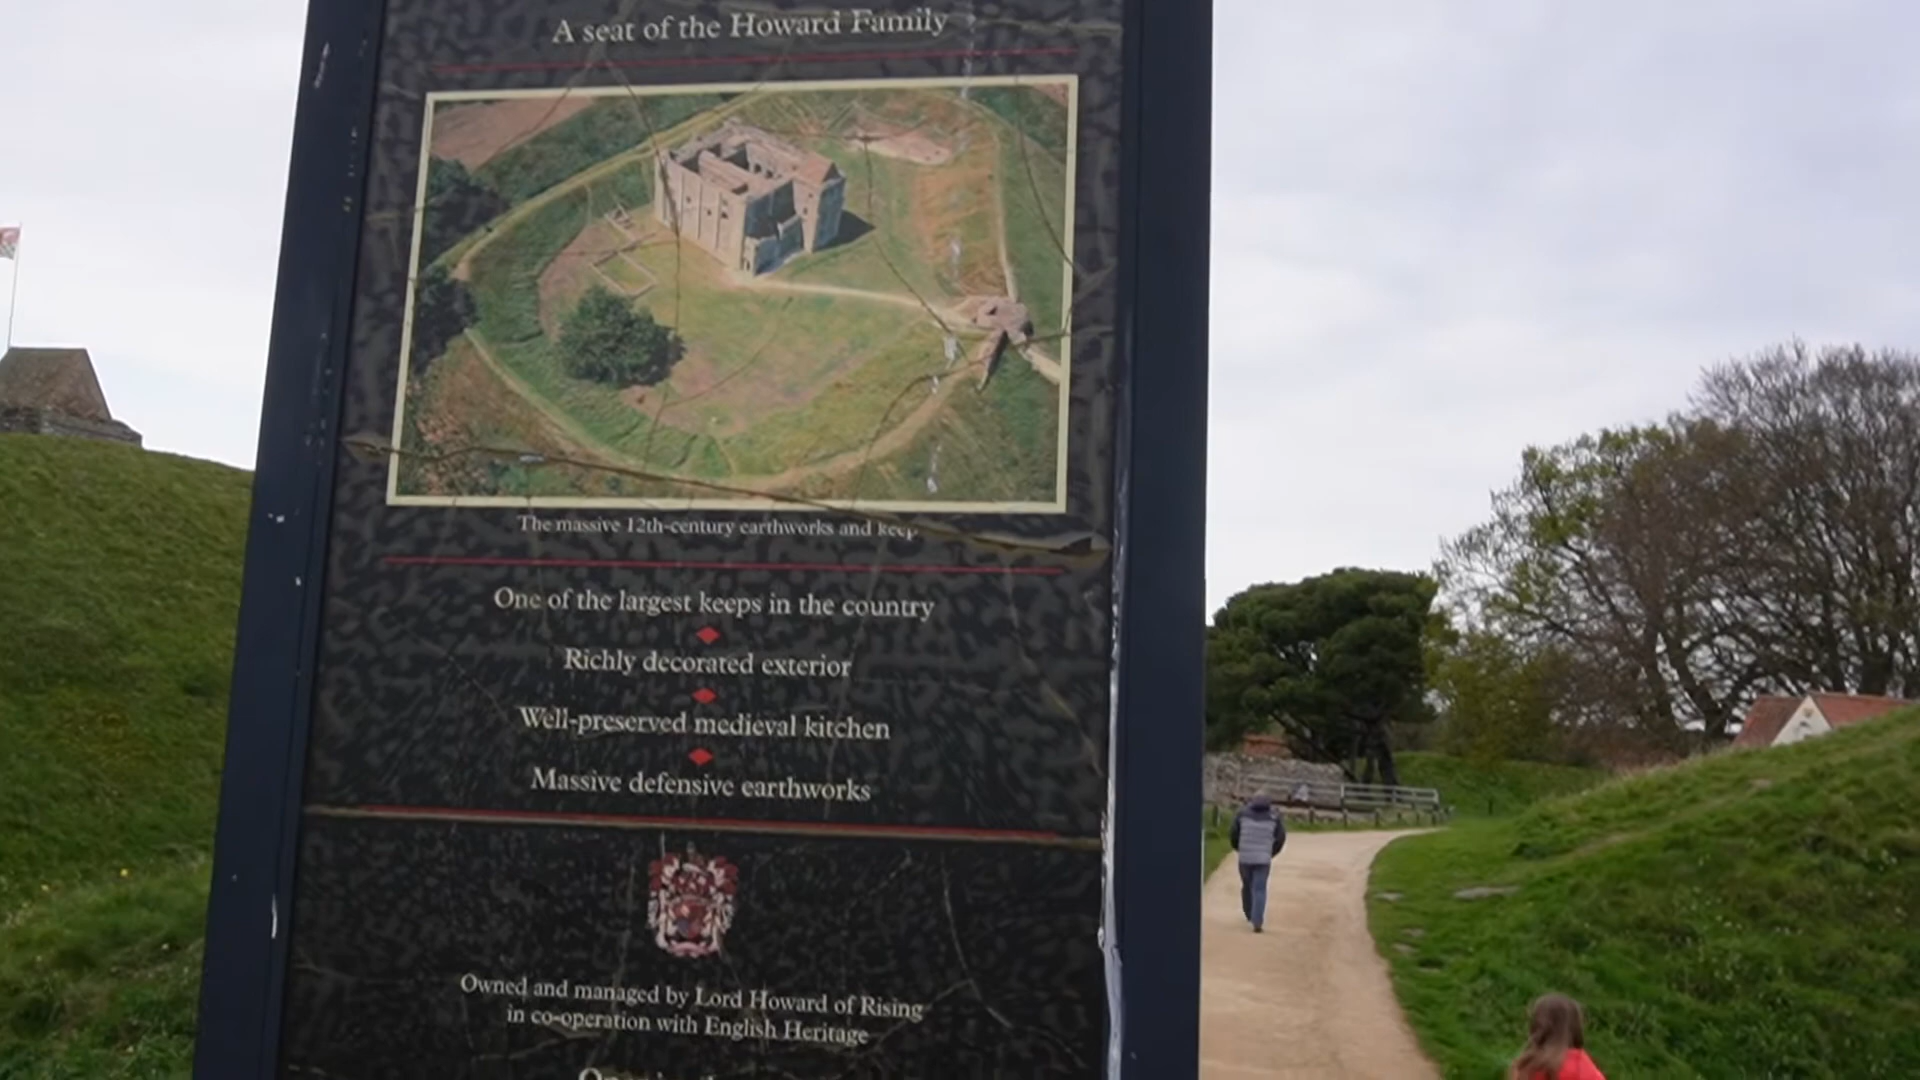 A seat of the Howard Family
The massive 12th-century earthworks and keep
One of the largest keeps in the country
Richly decorated exterior
Well-preserved medieval kitchen
Massive defensive earthworks
Owned and managed by Lord Howard of Rising
in co-operation with English Heritage